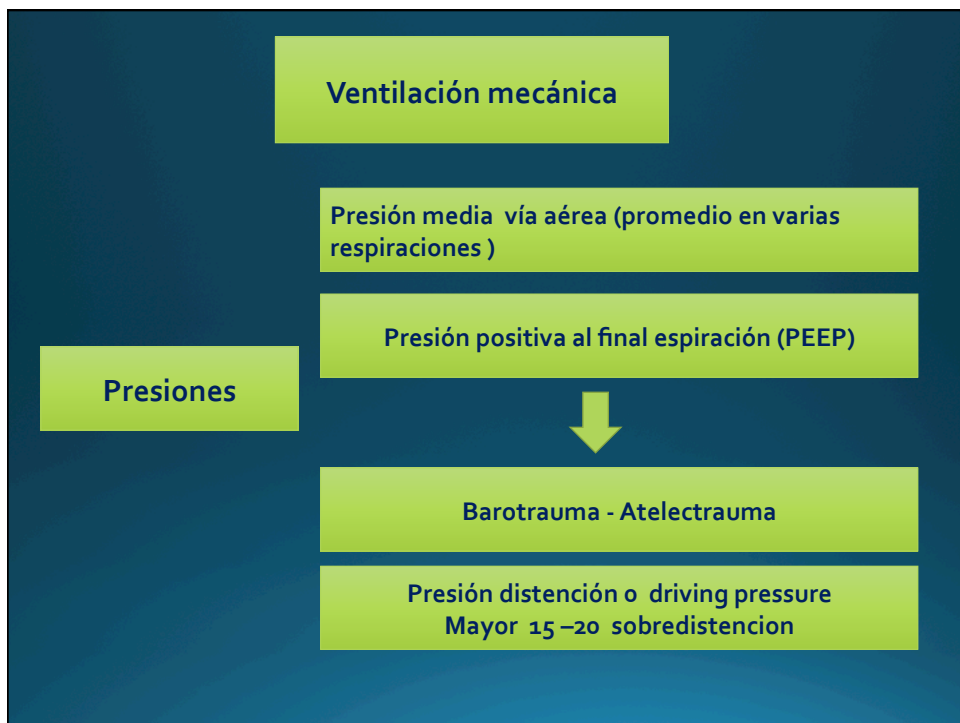 Ventilación mecánica
Presión media vía aérea (promedio en varias
respiraciones )
Presión positiva al final espiración (PEEP)
Presiones
Barotrauma - Atelectrauma
Presión distención o driving pressure
Mayor 15 –20 sobredistencion